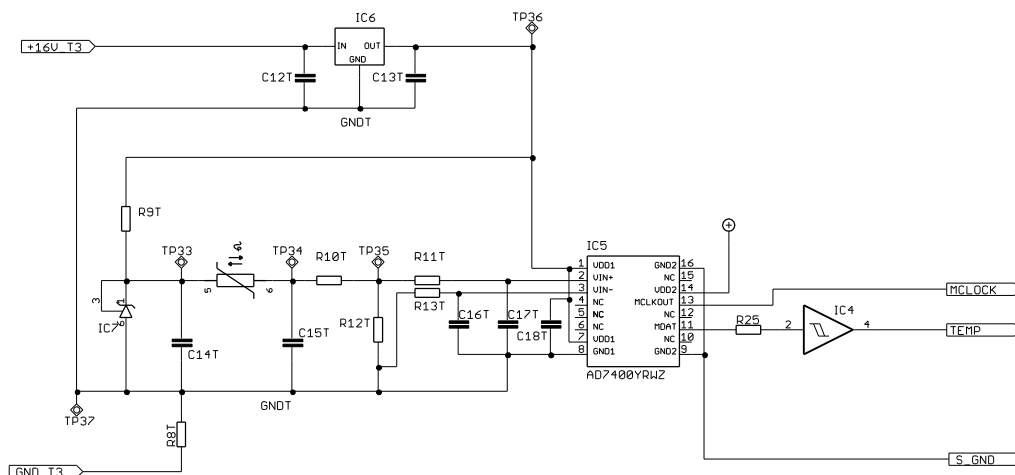 IC6
TP36
+16V_T3
IN OUT
GND
C12T
C13T
GNDT
R9T
TP33
TP34
R10T
TP35
R11T
R13T
3
1
6
IC7
5
6
C14T
C15T
R12T
C16T
C17T
C18T
IC5
1 VDD1 GND2 16
2 VIN+ NC 15
3 VIN- VDD2 14
4 NC MCLKOUT 13
5 NC NC 12
6 NC MDAT 11
7 VDD1 NC 10
8 GND1 GND2 9
AD7400YRWZ
R25
2
IC4
4
MCLOCK
TEMP
S_GND
TP37
GNDT
R8T
GND_T3